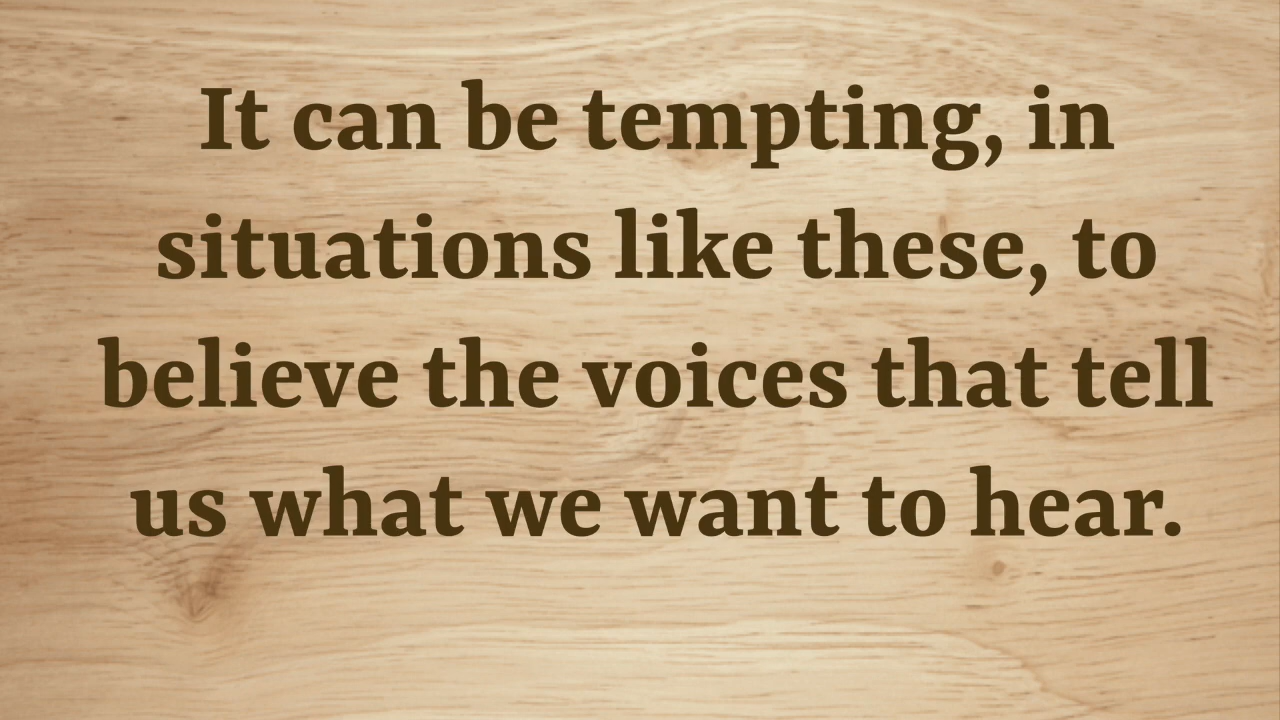 It can be tempting, in
situations like these, to
believe the voices that tell
us what we want to hear.